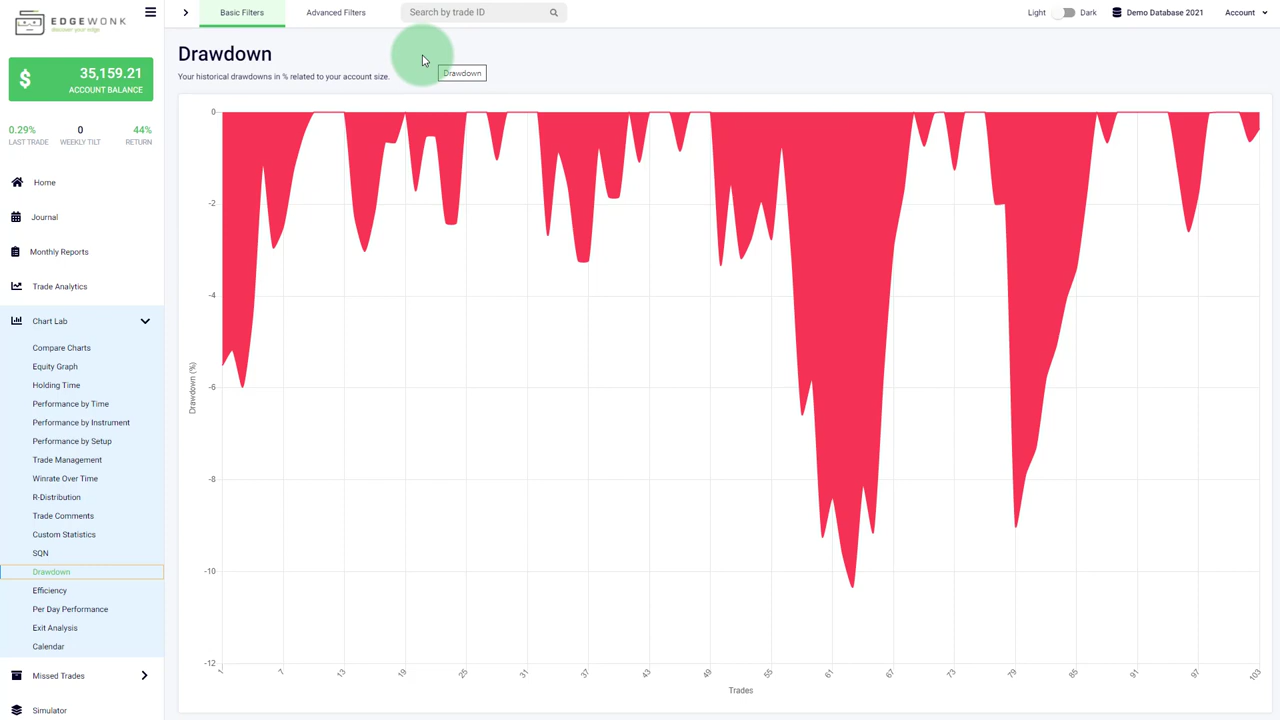 EDGEWONK
discover your edge
Basic Filters
Advanced Filters
Search by trade ID
Light
Dark
Demo Database 2021
Account
$
35,159.21
ACCOUNT BALANCE
0.29%
LAST TRADE
0
WEEKLY TILT
44%
RETURN
Home
Journal
Monthly Reports
Trade Analytics
Chart Lab
Compare Charts
Equity Graph
Holding Time
Performance by Time
Performance by Instrument
Performance by Setup
Trade Management
Winrate Over Time
R-Distribution
Trade Comments
Custom Statistics
SQN
Drawdown
Efficiency
Per Day Performance
Exit Analysis
Calendar
Missed Trades
Simulator
Drawdown
Your historical drawdowns in % related to your account size.
Drawdown
0
-2
-4
-6
-8
-10
-12
Drawdown (%)
1 7 13 19 25 31 37 43 49 55 61 67 73 79 85 91 97 103
Trades